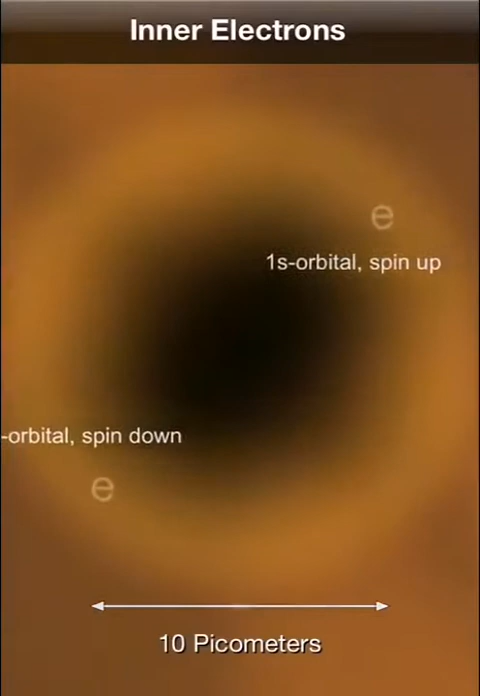 Inner Electrons
e
1s-orbital, spin up
-orbital, spin down
e
10 Picometers